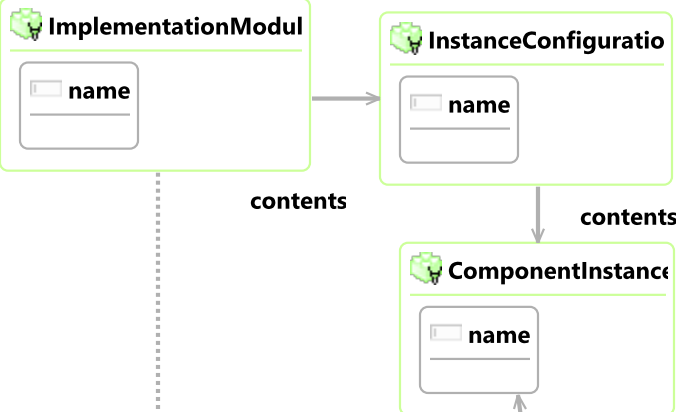 ImplementationModul
InstanceConfiguratio
name
name
contents
contents
ComponentInstance
name